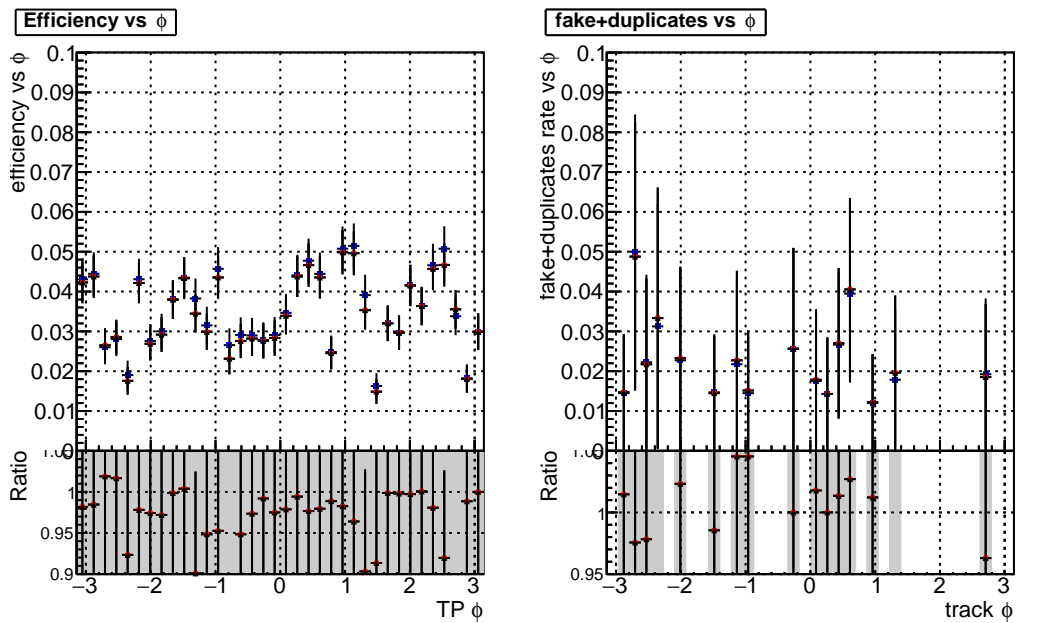 Efficiency vs ϕ
efficiency vs ϕ
0.1
0.09
0.08
0.07
0.06
0.05
0.04
0.03
0.02
0.01
0
Ratio
1
0.95
0.9
−3 −2 −1 0 1 2 3
TP ϕ
fake+duplicates vs ϕ
fake+duplicates rate vs ϕ
0.1
0.09
0.08
0.07
0.06
0.05
0.04
0.03
0.02
0.01
0
Ratio
1
0.95
−3 −2 −1 0 1 2 3
track ϕ